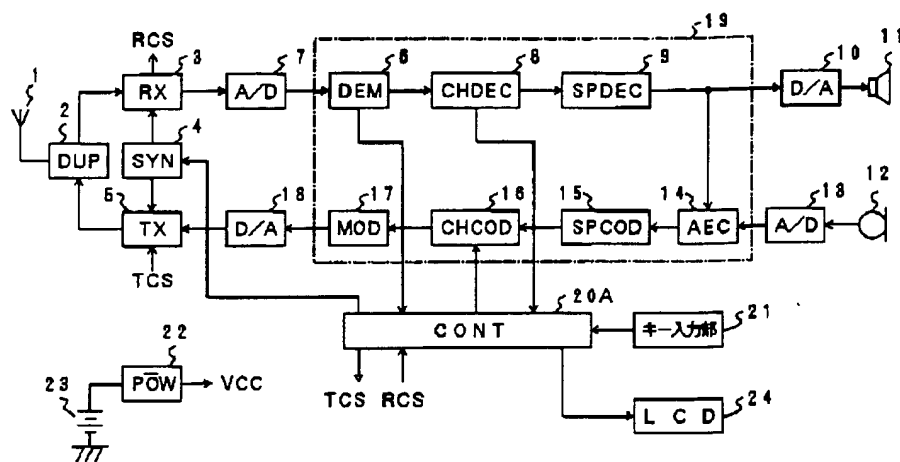 19
RCS
3
7
6
8
9
10
11
1
RX
A/D
DEM
CHDEC
SPDEC
D/A
2
4
DUP
SYN
12
5
18
17
16
15
14
13
TX
D/A
MOD
CHCOD
SPCOD
AEC
A/D
TCS
20A
21
CONT
キー入力部
22
23
POW
VCC
TCS
RCS
24
LCD